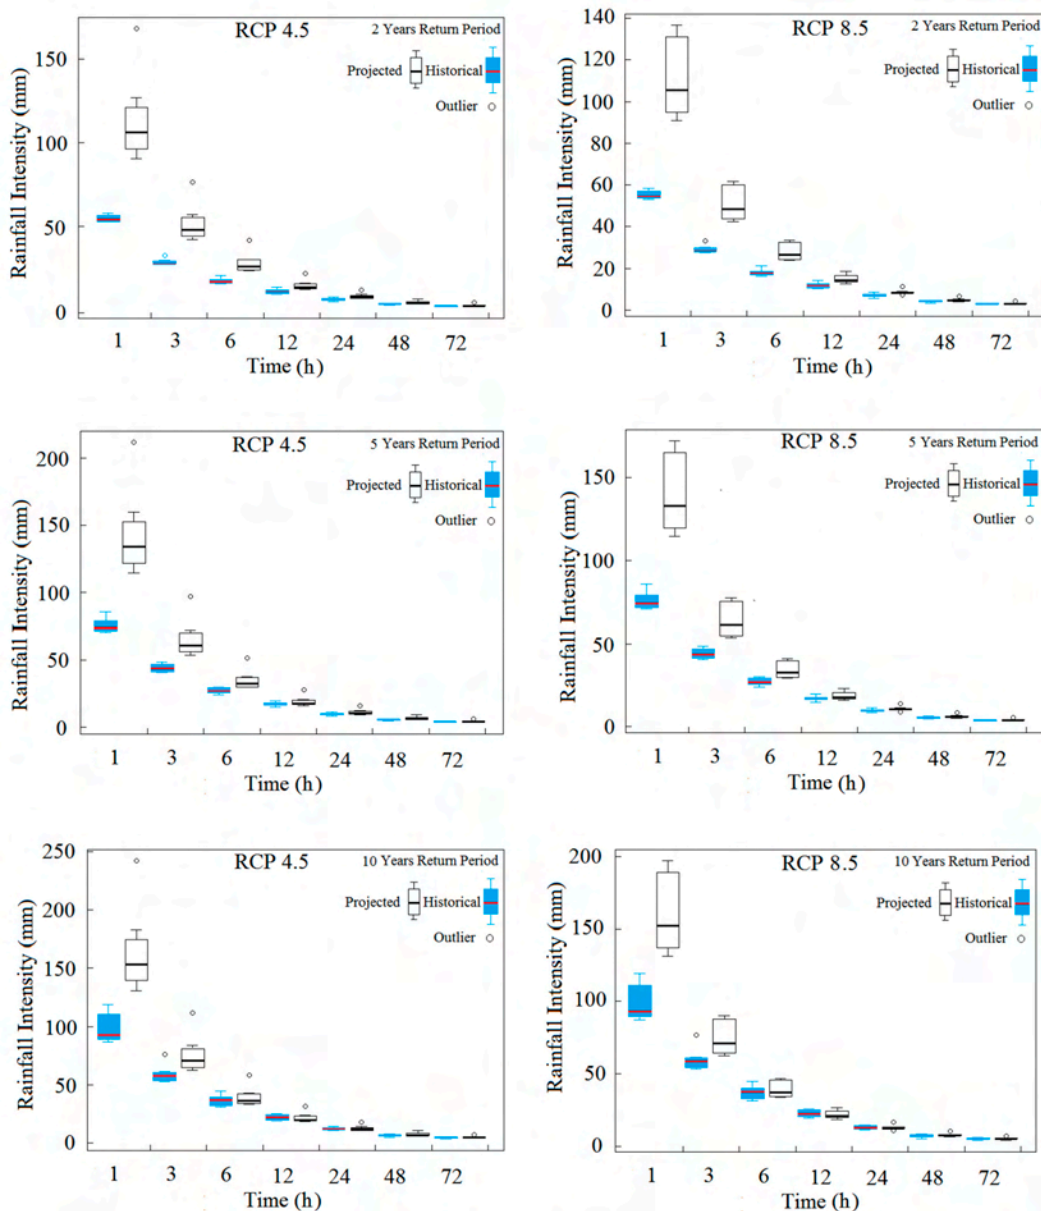 RCP 4.5
2 Years Return Period
Projected Historical
Outlier
Rainfall Intensity (mm)
150
100
50
0
1 3 6 12 24 48 72
Time (h)
RCP 8.5
2 Years Return Period
Projected Historical
Outlier
Rainfall Intensity (mm)
140
120
100
80
60
40
20
0
1 3 6 12 24 48 72
Time (h)
RCP 4.5
5 Years Return Period
Projected Historical
Outlier
Rainfall Intensity (mm)
200
150
100
50
0
1 3 6 12 24 48 72
Time (h)
RCP 8.5
5 Years Return Period
Projected Historical
Outlier
Rainfall Intensity (mm)
150
100
50
0
1 3 6 12 24 48 72
Time (h)
RCP 4.5
10 Years Return Period
Projected Historical
Outlier
Rainfall Intensity (mm)
250
200
150
100
50
0
1 3 6 12 24 48 72
Time (h)
RCP 8.5
10 Years Return Period
Projected Historical
Outlier
Rainfall Intensity (mm)
200
150
100
50
0
1 3 6 12 24 48 72
Time (h)